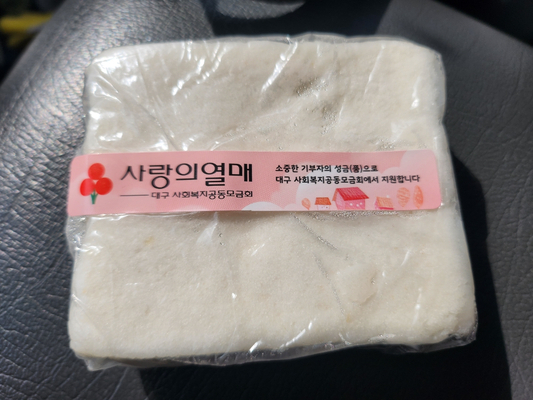 사랑의열매
대구 사회복지공동모금회
소중한 기부자의 성금(품)으로
대구 사회복지공동모금회에서 지원합니다